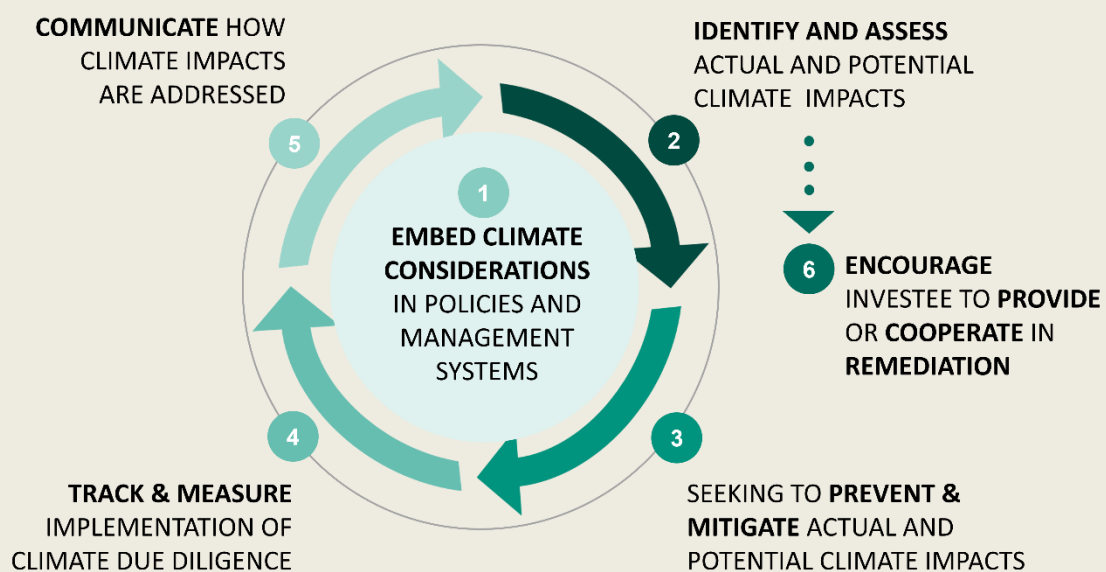 1
EMBED CLIMATE
CONSIDERATIONS
IN POLICIES AND
MANAGEMENT
SYSTEMS
2
IDENTIFY AND ASSESS
ACTUAL AND POTENTIAL
CLIMATE IMPACTS
3
SEEKING TO PREVENT &
MITIGATE ACTUAL AND
POTENTIAL CLIMATE IMPACTS
4
TRACK & MEASURE
IMPLEMENTATION OF
CLIMATE DUE DILIGENCE
5
COMMUNICATE HOW
CLIMATE IMPACTS
ARE ADDRESSED
6
ENCOURAGE
INVESTEE TO PROVIDE
OR COOPERATE IN
REMEDIATION